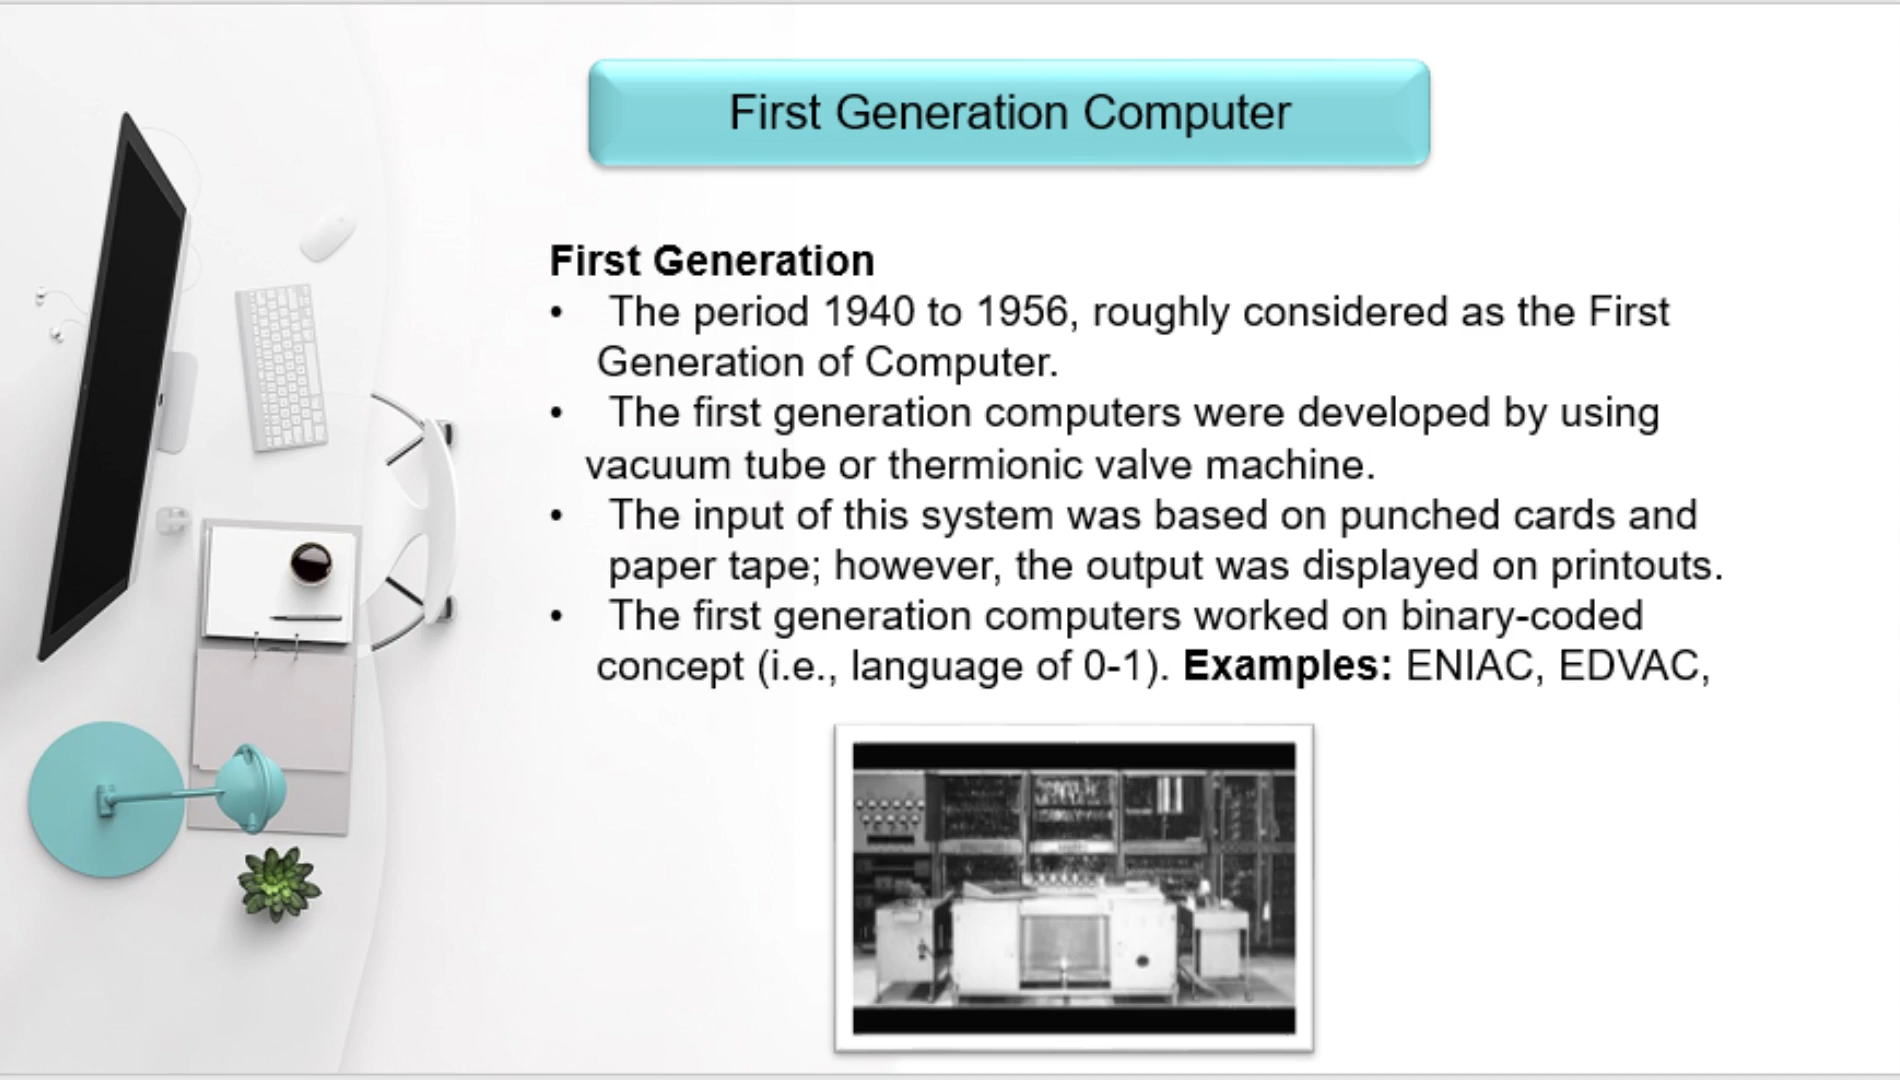 First Generation Computer
First Generation
• The period 1940 to 1956, roughly considered as the First
Generation of Computer.
• The first generation computers were developed by using
vacuum tube or thermionic valve machine.
• The input of this system was based on punched cards and
paper tape; however, the output was displayed on printouts.
• The first generation computers worked on binary-coded
concept (i.e., language of 0-1). Examples: ENIAC, EDVAC,